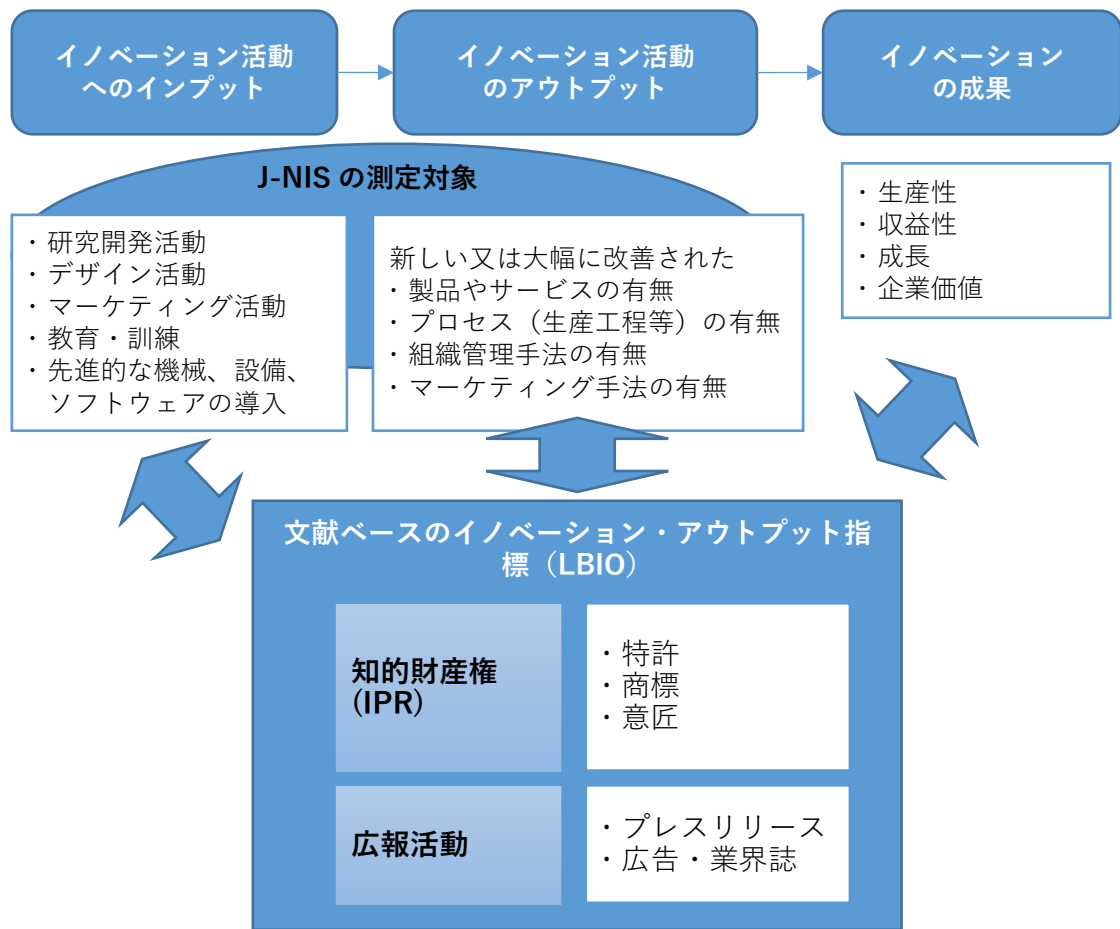 イノベーション活動
へのインプット
イノベーション活動
のアウトプット
イノベーション
の成果
J-NIS の測定対象
・研究開発活動
・デザイン活動
・マーケティング活動
・教育・訓練
・先進的な機械、設備、
ソフトウェアの導入
新しい又は大幅に改善された
・製品やサービスの有無
・プロセス（生産工程等）の有無
・組織管理手法の有無
・マーケティング手法の有無
・生産性
・収益性
・成長
・企業価値
文献ベースのイノベーション・アウトプット指
標（LBIO）
知的財産権
(IPR)
・特許
・商標
・意匠
広報活動
・プレスリリース
・広告・業界誌